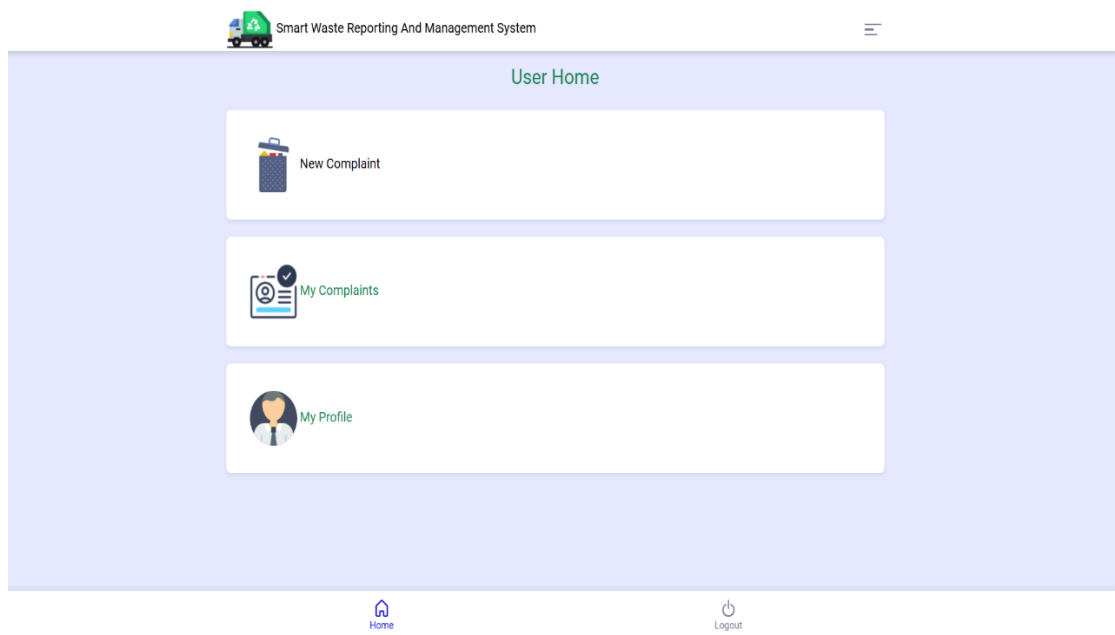 Smart Waste Reporting And Management System
User Home
New Complaint
My Complaints
My Profile
Home
Logout